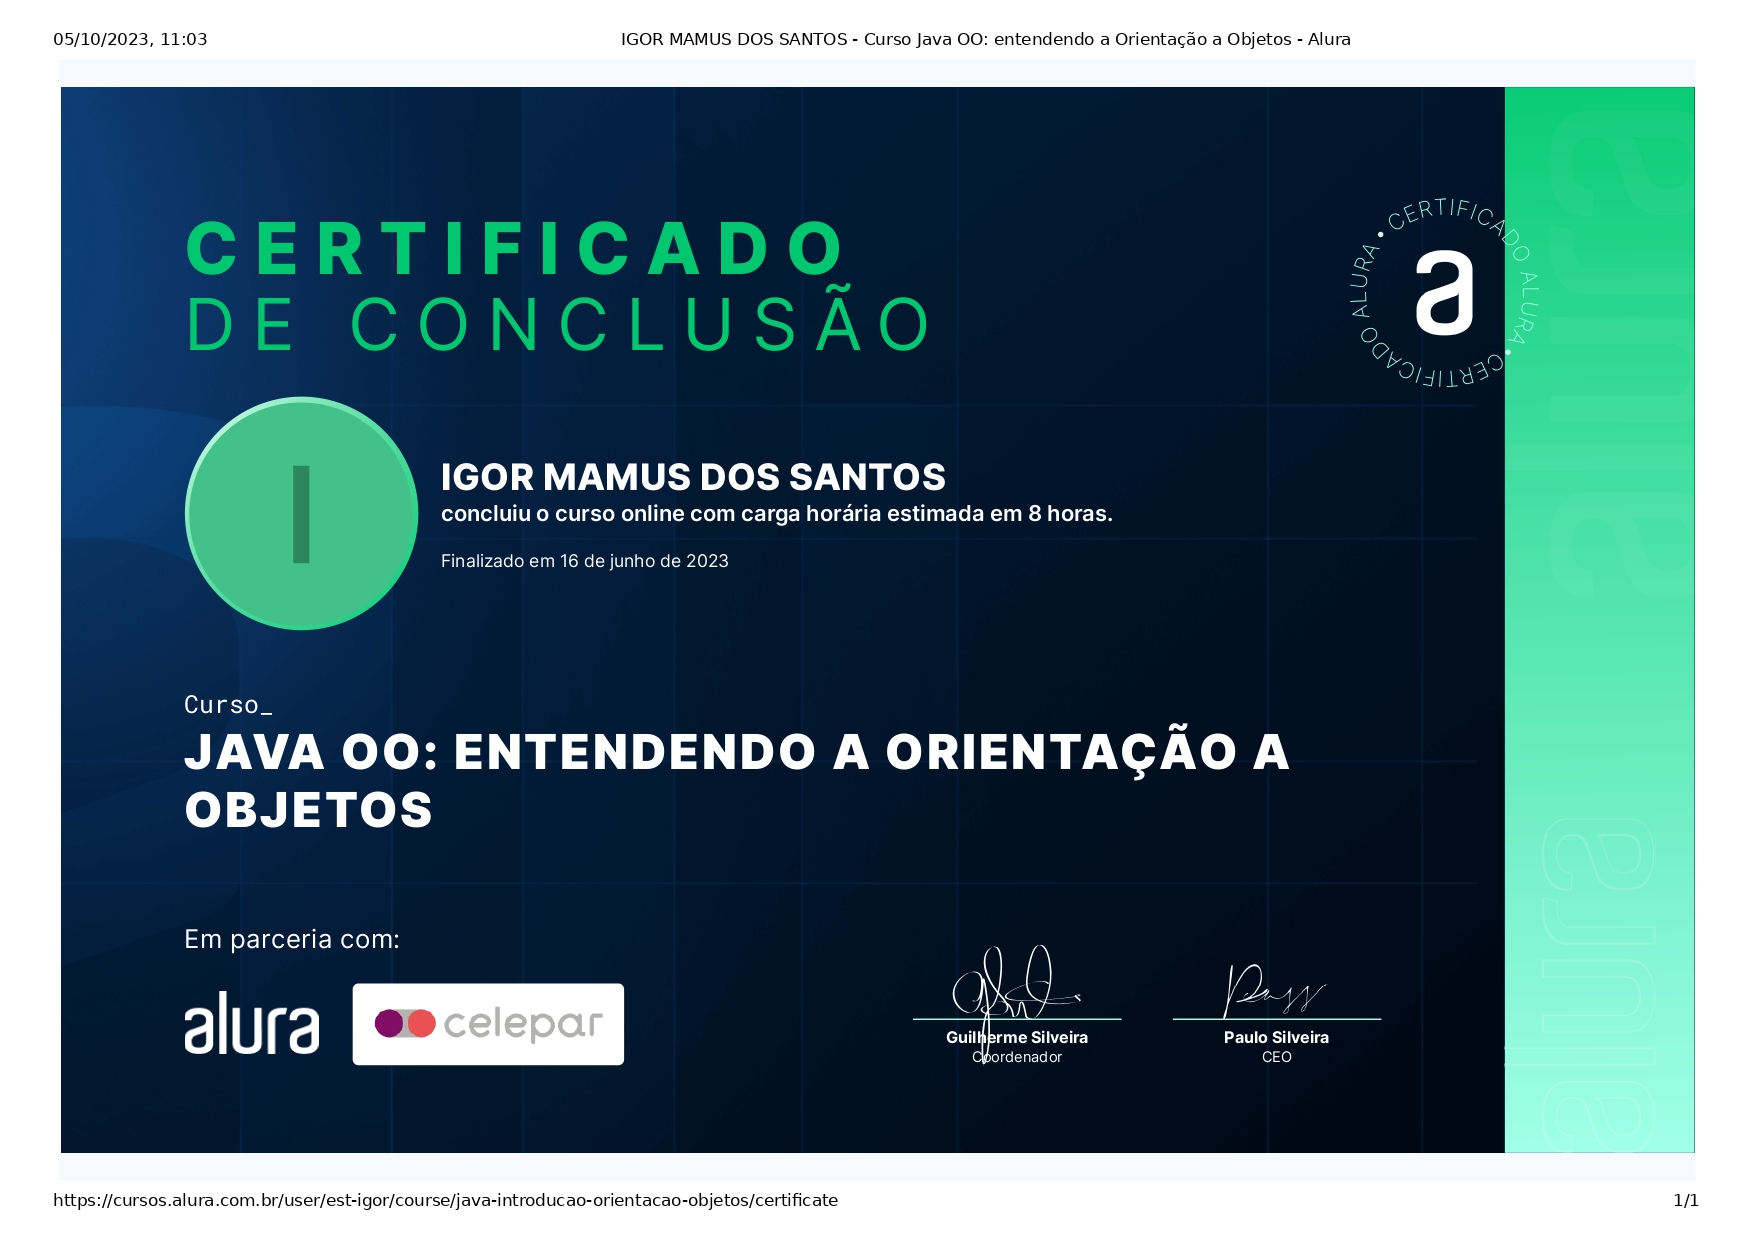 05/10/2023, 11:03
IGOR MAMUS DOS SANTOS - Curso Java OO: entendendo a Orientação a Objetos - Alura
CERTIFICADO
DE CONCLUSÃO
CERTIFICADO ALURA • CERTIFICADO ALURA •
a
I
IGOR MAMUS DOS SANTOS
concluiu o curso online com carga horária estimada em 8 horas.
Finalizado em 16 de junho de 2023
Curso_
JAVA OO: ENTENDENDO A ORIENTAÇÃO A
OBJETOS
Em parceria com:
alura
celepar
Guilherme Silveira
Coordenador
Paulo Silveira
CEO
alura
alura
alura
https://cursos.alura.com.br/user/est-igor/course/java-introducao-orientacao-objetos/certificate
1/1